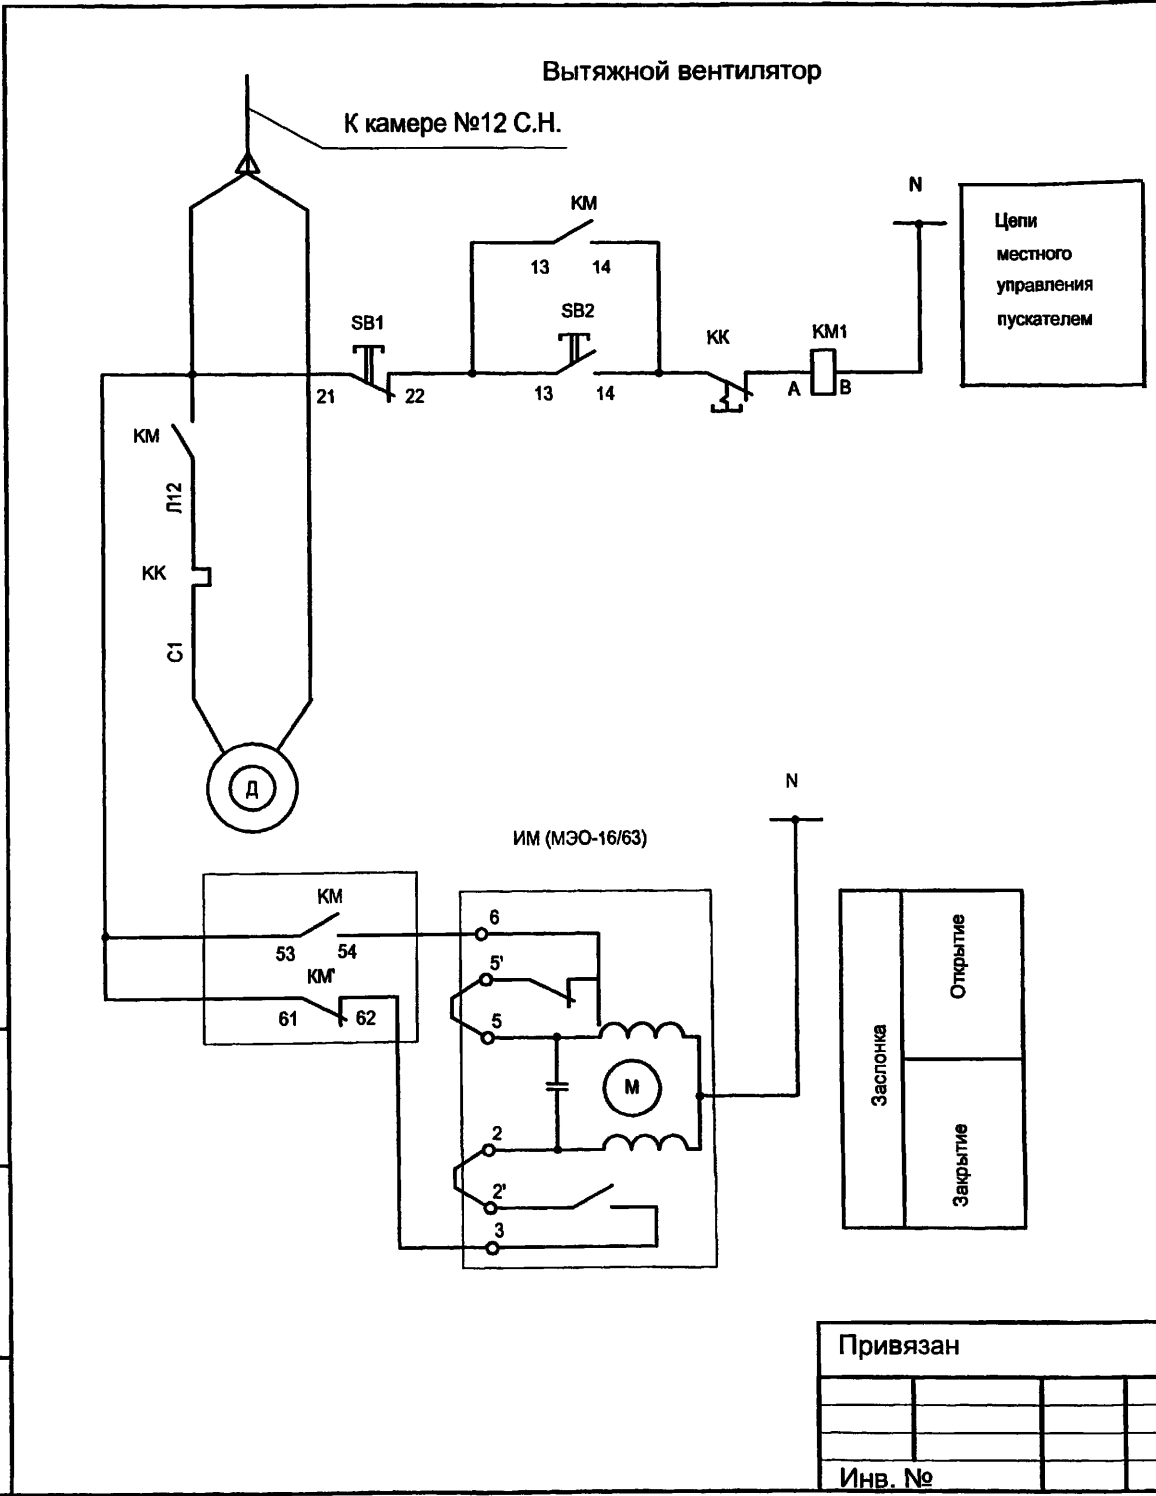 Вытяжной вентилятор
К камере №12 С.Н.
N
КМ
13 14
Цепи
местного
управления
пускателем
SB1
SB2
КК
КМ1
21
22
13
14
А
В
КМ
Л12
КК
С1
Д
N
ИМ (МЭО-16/63)
КМ
53
54
КМ'
61
62
6
5'
5
М
2
2'
3
Заслонка
Открытие
Закрытие
Привязан
Инв. №